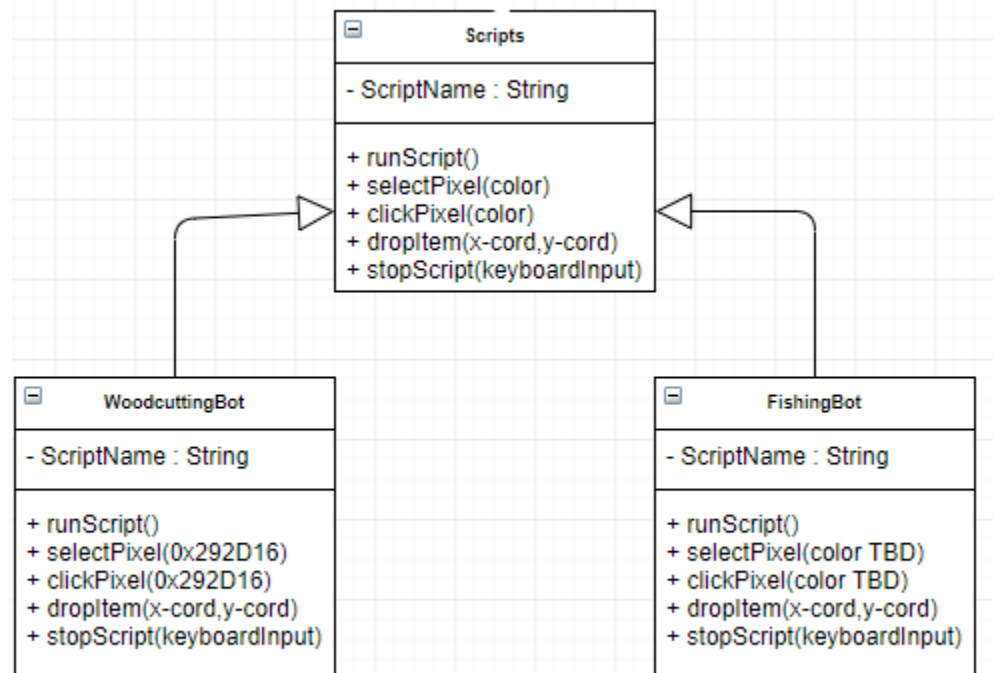 Scripts
- ScriptName : String
+ runScript()
+ selectPixel(color)
+ clickPixel(color)
+ dropItem(x-cord,y-cord)
+ stopScript(keyboardInput)
WoodcuttingBot
- ScriptName : String
+ runScript()
+ selectPixel(0x292D16)
+ clickPixel(0x292D16)
+ dropItem(x-cord,y-cord)
+ stopScript(keyboardInput)
FishingBot
- ScriptName : String
+ runScript()
+ selectPixel(color TBD)
+ clickPixel(color TBD)
+ dropItem(x-cord,y-cord)
+ stopScript(keyboardInput)